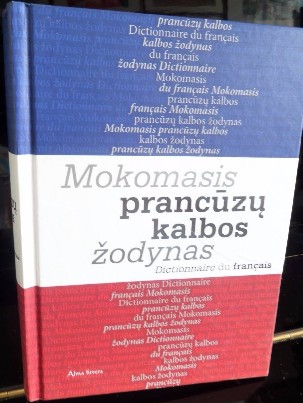 prancūzų kalbos
Dictionnaire du français
kalbos žodynas
du français
žodynas Dictionnaire
Mokomasis
du français Mokomasis
prancūzų kalbos
français Mokomasis
prancūzų kalbos žodynas
Mokomasis prancūzų kalbos
kalbos žodynas
prancūzų kalbos žodynas
Mokomasis
prancūzų
kalbos
žodynas
Dictionnaire du français
žodynas Dictionnaire
français Mokomasis
Dictionnaire du français
prancūzų kalbos
du français Mokomasis
prancūzų kalbos žodynas
Mokomasis
žodynas Dictionnaire
prancūzų kalbos
du français
kalbos žodynas
Mokomasis
kalbos žodynas
prancūzų
Alma littera